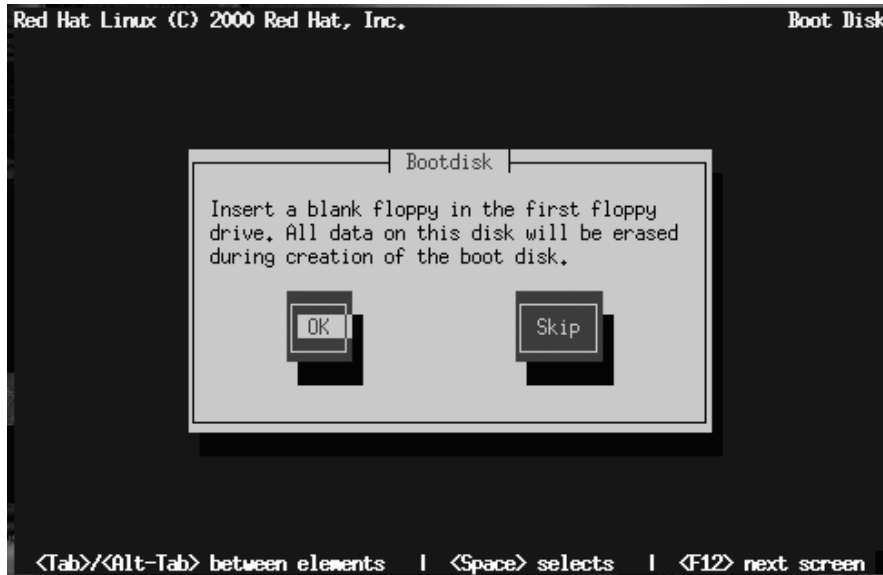 Red Hat Linux (C) 2000 Red Hat, Inc. Boot Disk
Bootdisk
Insert a blank floppy in the first floppy
drive. All data on this disk will be erased
during creation of the boot disk.
OK Skip
<Tab>/<Alt-Tab> between elements | <Space> selects | <F12> next screen